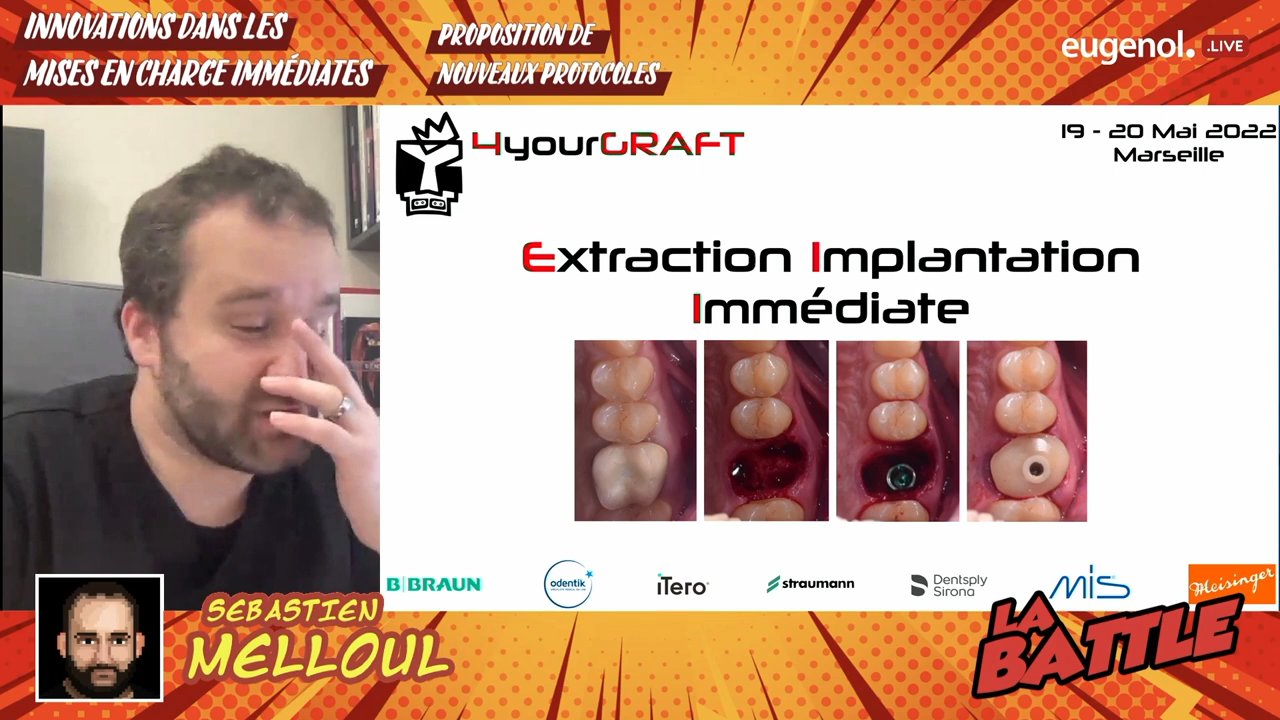 INNOVATIONS DANS LES
MISES EN CHARGE IMMÉDIATES
PROPOSITION DE
NOUVEAUX PROTOCOLES
eugenol. .LIVE
4yourGRAFT
19 - 20 Mai 2022
Marseille
Extraction Implantation
Immédiate
B|BRAUN
odentik
iTero
straumann
Dentsply
Sirona
MIS
Meisinger
SEBASTIEN
MELLOUL
LA
BATTLE